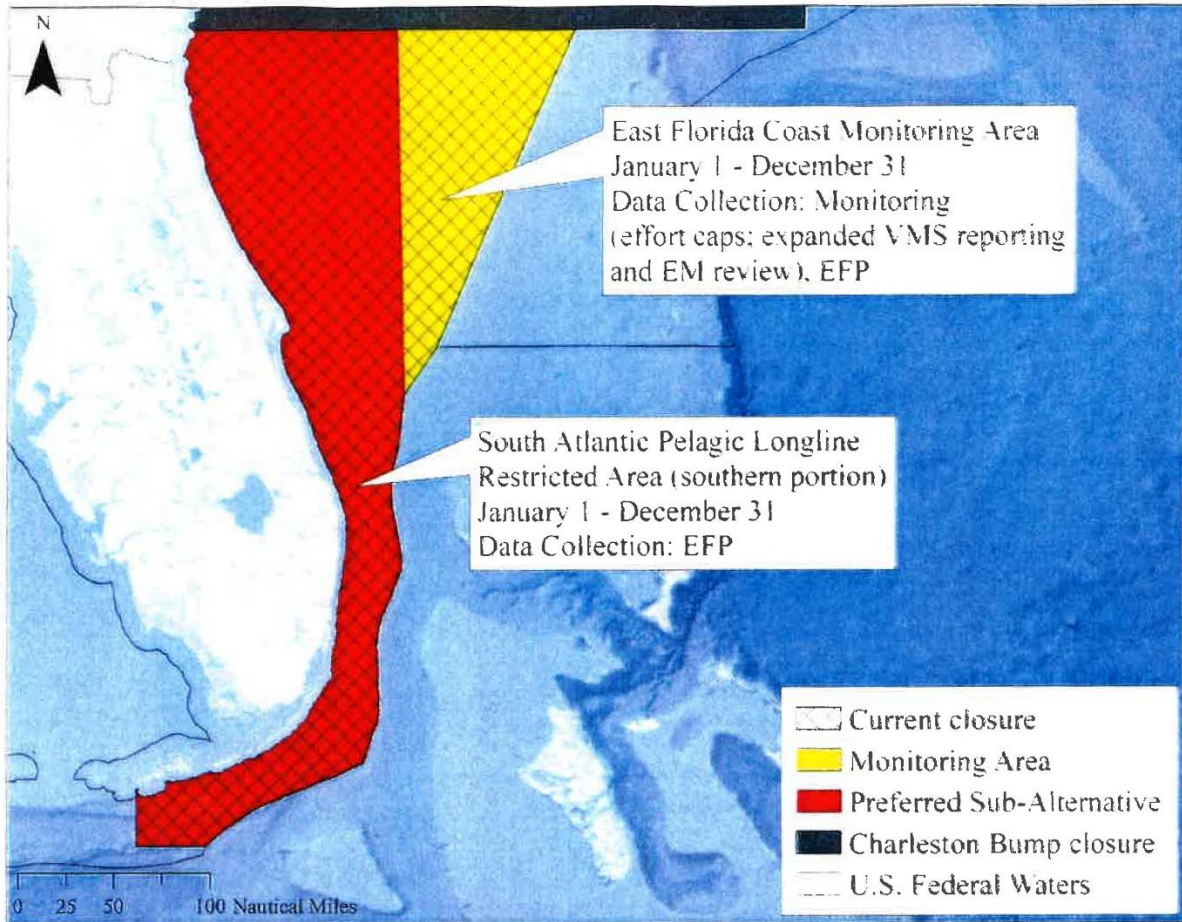 N
East Florida Coast Monitoring Area
January 1 - December 31
Data Collection: Monitoring
(effort caps; expanded VMS reporting
and EM review), EFP
South Atlantic Pelagic Longline
Restricted Area (southern portion)
January 1 - December 31
Data Collection: EFP
Current closure
Monitoring Area
Preferred Sub-Alternative
Charleston Bump closure
U.S. Federal Waters
0 25 50 100 Nautical Miles